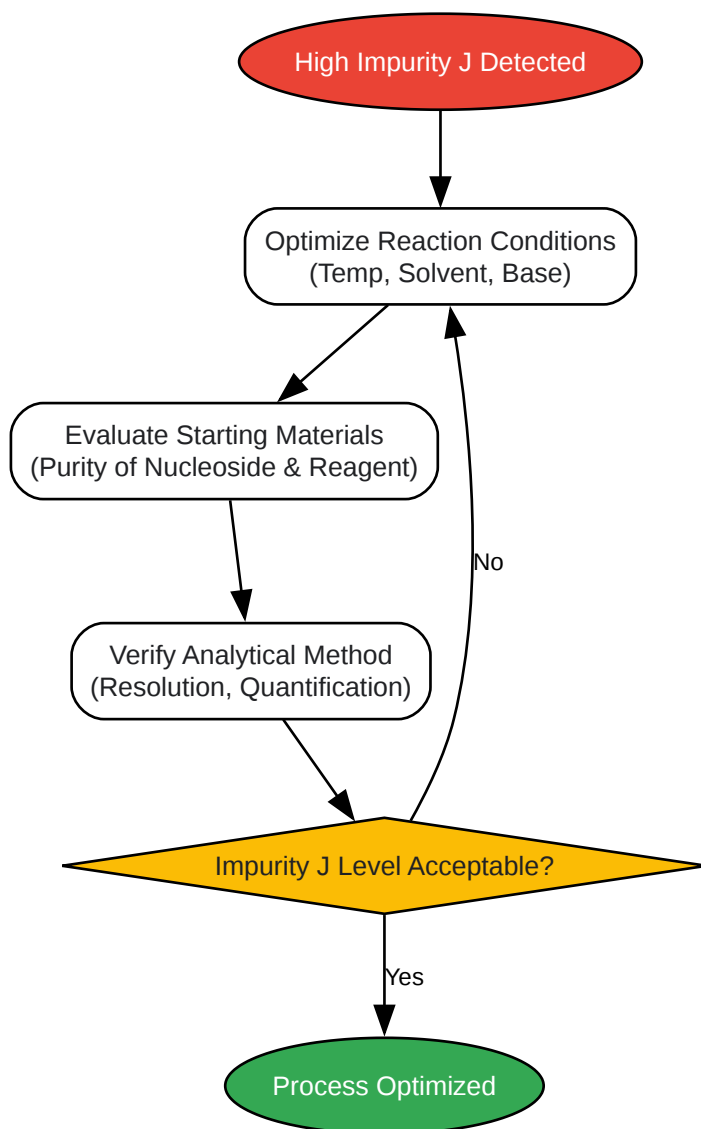 High Impurity J Detected
Optimize Reaction Conditions
(Temp, Solvent, Base)
Evaluate Starting Materials
(Purity of Nucleoside & Reagent)
No
Verify Analytical Method
(Resolution, Quantification)
Impurity J Level Acceptable?
Yes
Process Optimized